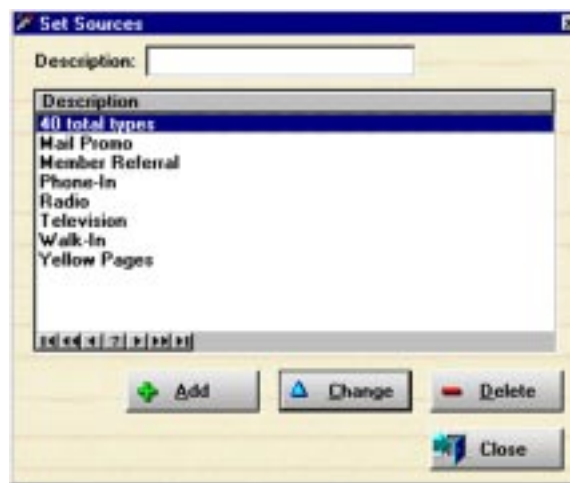 Set Sources
Description:
Description
40 total types
Mail Promo
Member Referral
Phone-In
Radio
Television
Walk-In
Yellow Pages
?
Add
Change
Delete
Close